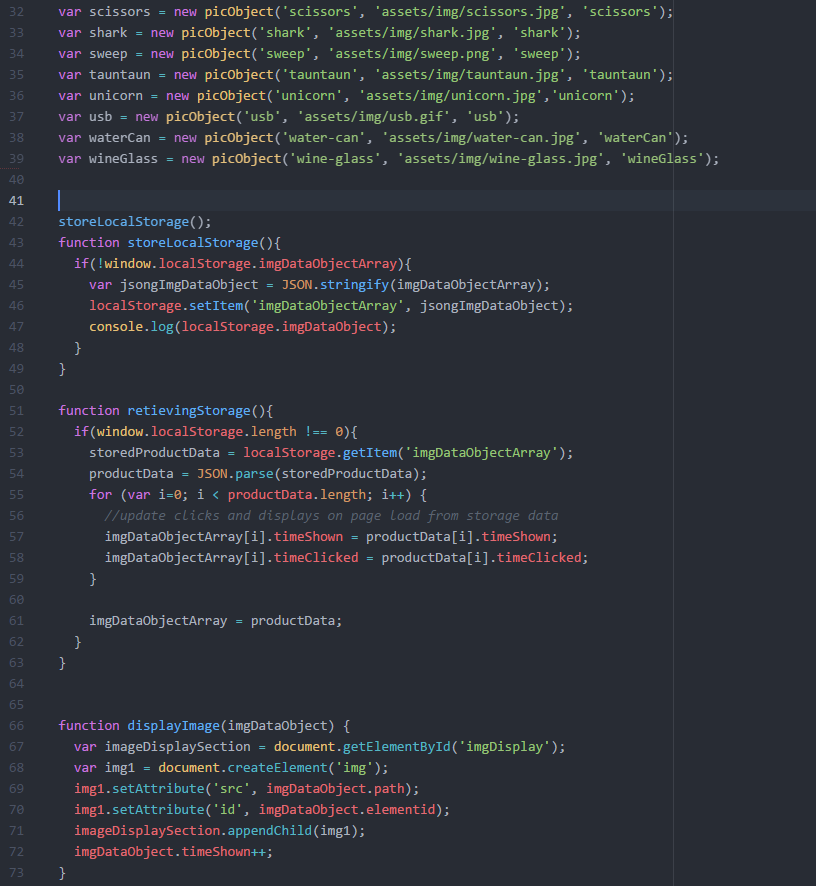 32 var scissors = new picObject('scissors', 'assets/img/scissors.jpg', 'scissors');
33 var shark = new picObject('shark', 'assets/img/shark.jpg', 'shark');
34 var sweep = new picObject('sweep', 'assets/img/sweep.png', 'sweep');
35 var tauntaun = new picObject('tauntaun', 'assets/img/tauntaun.jpg', 'tauntaun');
36 var unicorn = new picObject('unicorn', 'assets/img/unicorn.jpg','unicorn');
37 var usb = new picObject('usb', 'assets/img/usb.gif', 'usb');
38 var waterCan = new picObject('water-can', 'assets/img/water-can.jpg', 'waterCan');
39 var wineGlass = new picObject('wine-glass', 'assets/img/wine-glass.jpg', 'wineGlass');
40
41
42 storeLocalStorage();
43 function storeLocalStorage(){
44   if(!window.localStorage.imgDataObjectArray){
45     var jsongImgDataObject = JSON.stringify(imgDataObjectArray);
46     localStorage.setItem('imgDataObjectArray', jsongImgDataObject);
47     console.log(localStorage.imgDataObject);
48   }
49 }
50
51 function retievingStorage(){
52   if(window.localStorage.length !== 0){
53     storedProductData = localStorage.getItem('imgDataObjectArray');
54     productData = JSON.parse(storedProductData);
55     for (var i=0; i < productData.length; i++) {
56       //update clicks and displays on page load from storage data
57       imgDataObjectArray[i].timeShown = productData[i].timeShown;
58       imgDataObjectArray[i].timeClicked = productData[i].timeClicked;
59     }
60
61     imgDataObjectArray = productData;
62   }
63 }
64
65
66 function displayImage(imgDataObject) {
67   var imageDisplaySection = document.getElementById('imgDisplay');
68   var img1 = document.createElement('img');
69   img1.setAttribute('src', imgDataObject.path);
70   img1.setAttribute('id', imgDataObject.elementid);
71   imageDisplaySection.appendChild(img1);
72   imgDataObject.timeShown++;
73 }